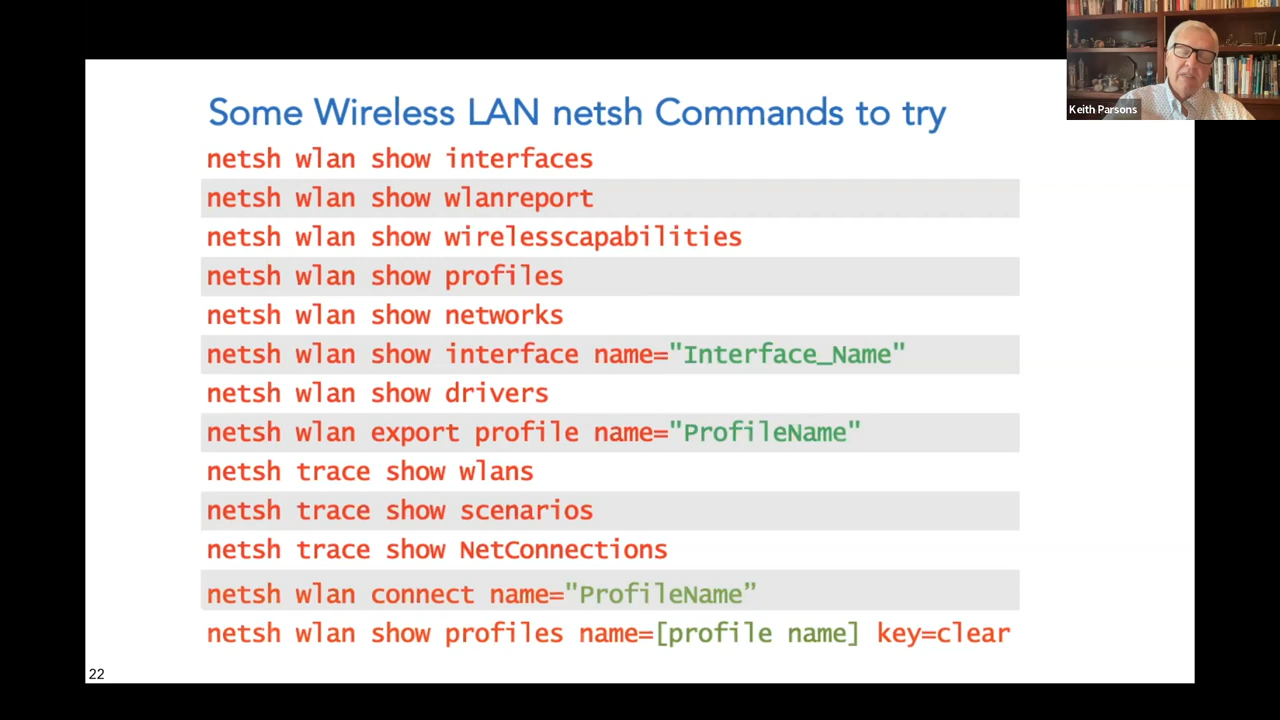 Some Wireless LAN netsh Commands to try
netsh wlan show interfaces
netsh wlan show wlanreport
netsh wlan show wirelesscapabilities
netsh wlan show profiles
netsh wlan show networks
netsh wlan show interface name="Interface_Name"
netsh wlan show drivers
netsh wlan export profile name="ProfileName"
netsh trace show wlans
netsh trace show scenarios
netsh trace show NetConnections
netsh wlan connect name="ProfileName”
netsh wlan show profiles name=[profile name] key=clear
22
Keith Parsons